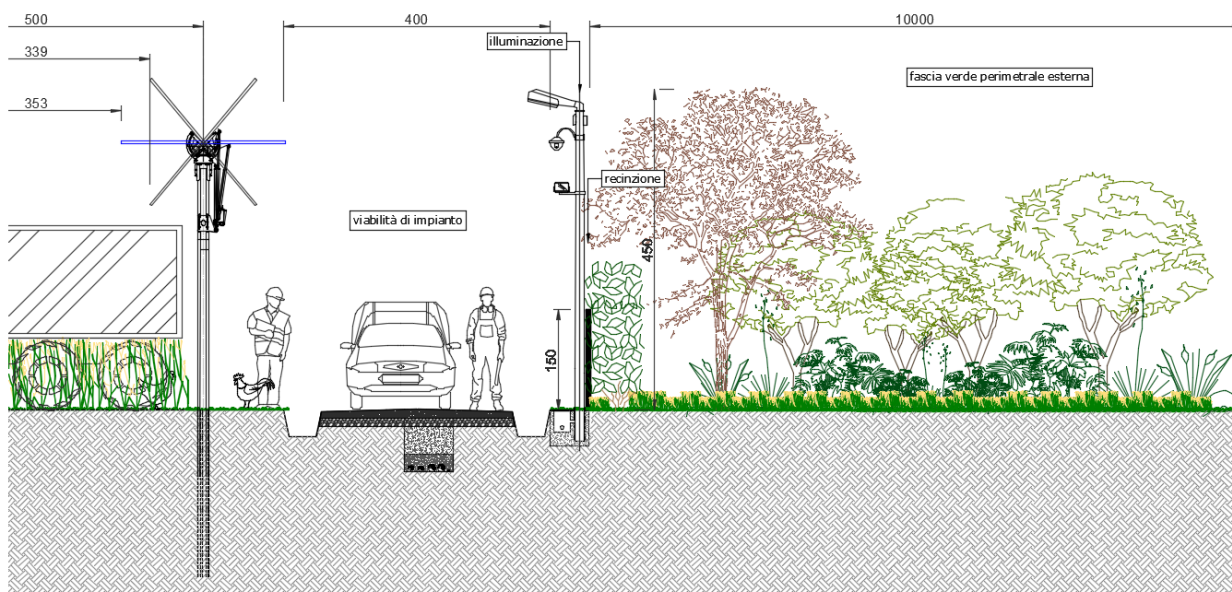 500
400
10000
illuminazione
339
fascia verde perimetrale esterna
353
recinzione
viabilità di impianto
450
150